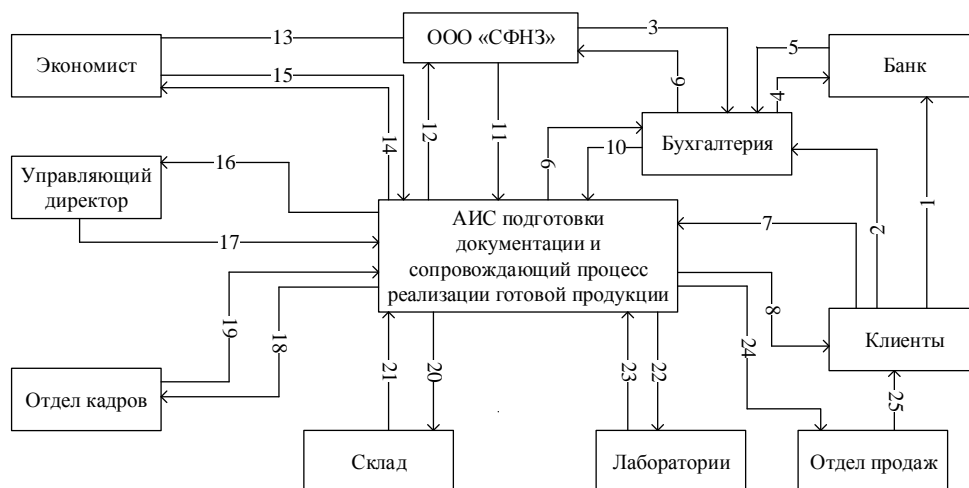 13
ООО «СФНЗ»
3
5
Экономист
15
9
4
Банк
14
12
11
6
10
Бухгалтерия
Управляющий
директор
16
17
АИС подготовки
документации и
сопровождающий процесс
реализации готовой продукции
7
2
1
8
19
18
24
Клиенты
Отдел кадров
21
20
23
22
25
Склад
Лаборатории
Отдел продаж